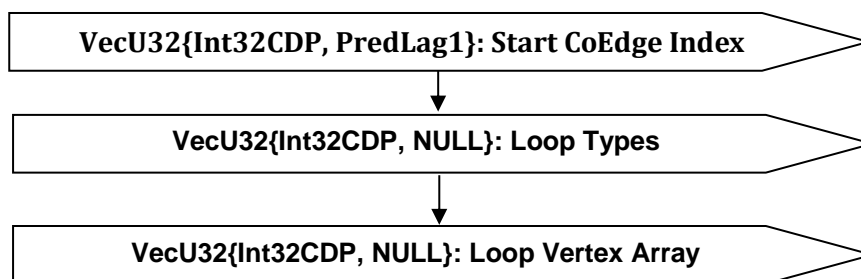 VecU32{Int32CDP, PredLag1}: Start CoEdge Index
VecU32{Int32CDP, NULL}: Loop Types
VecU32{Int32CDP, NULL}: Loop Vertex Array